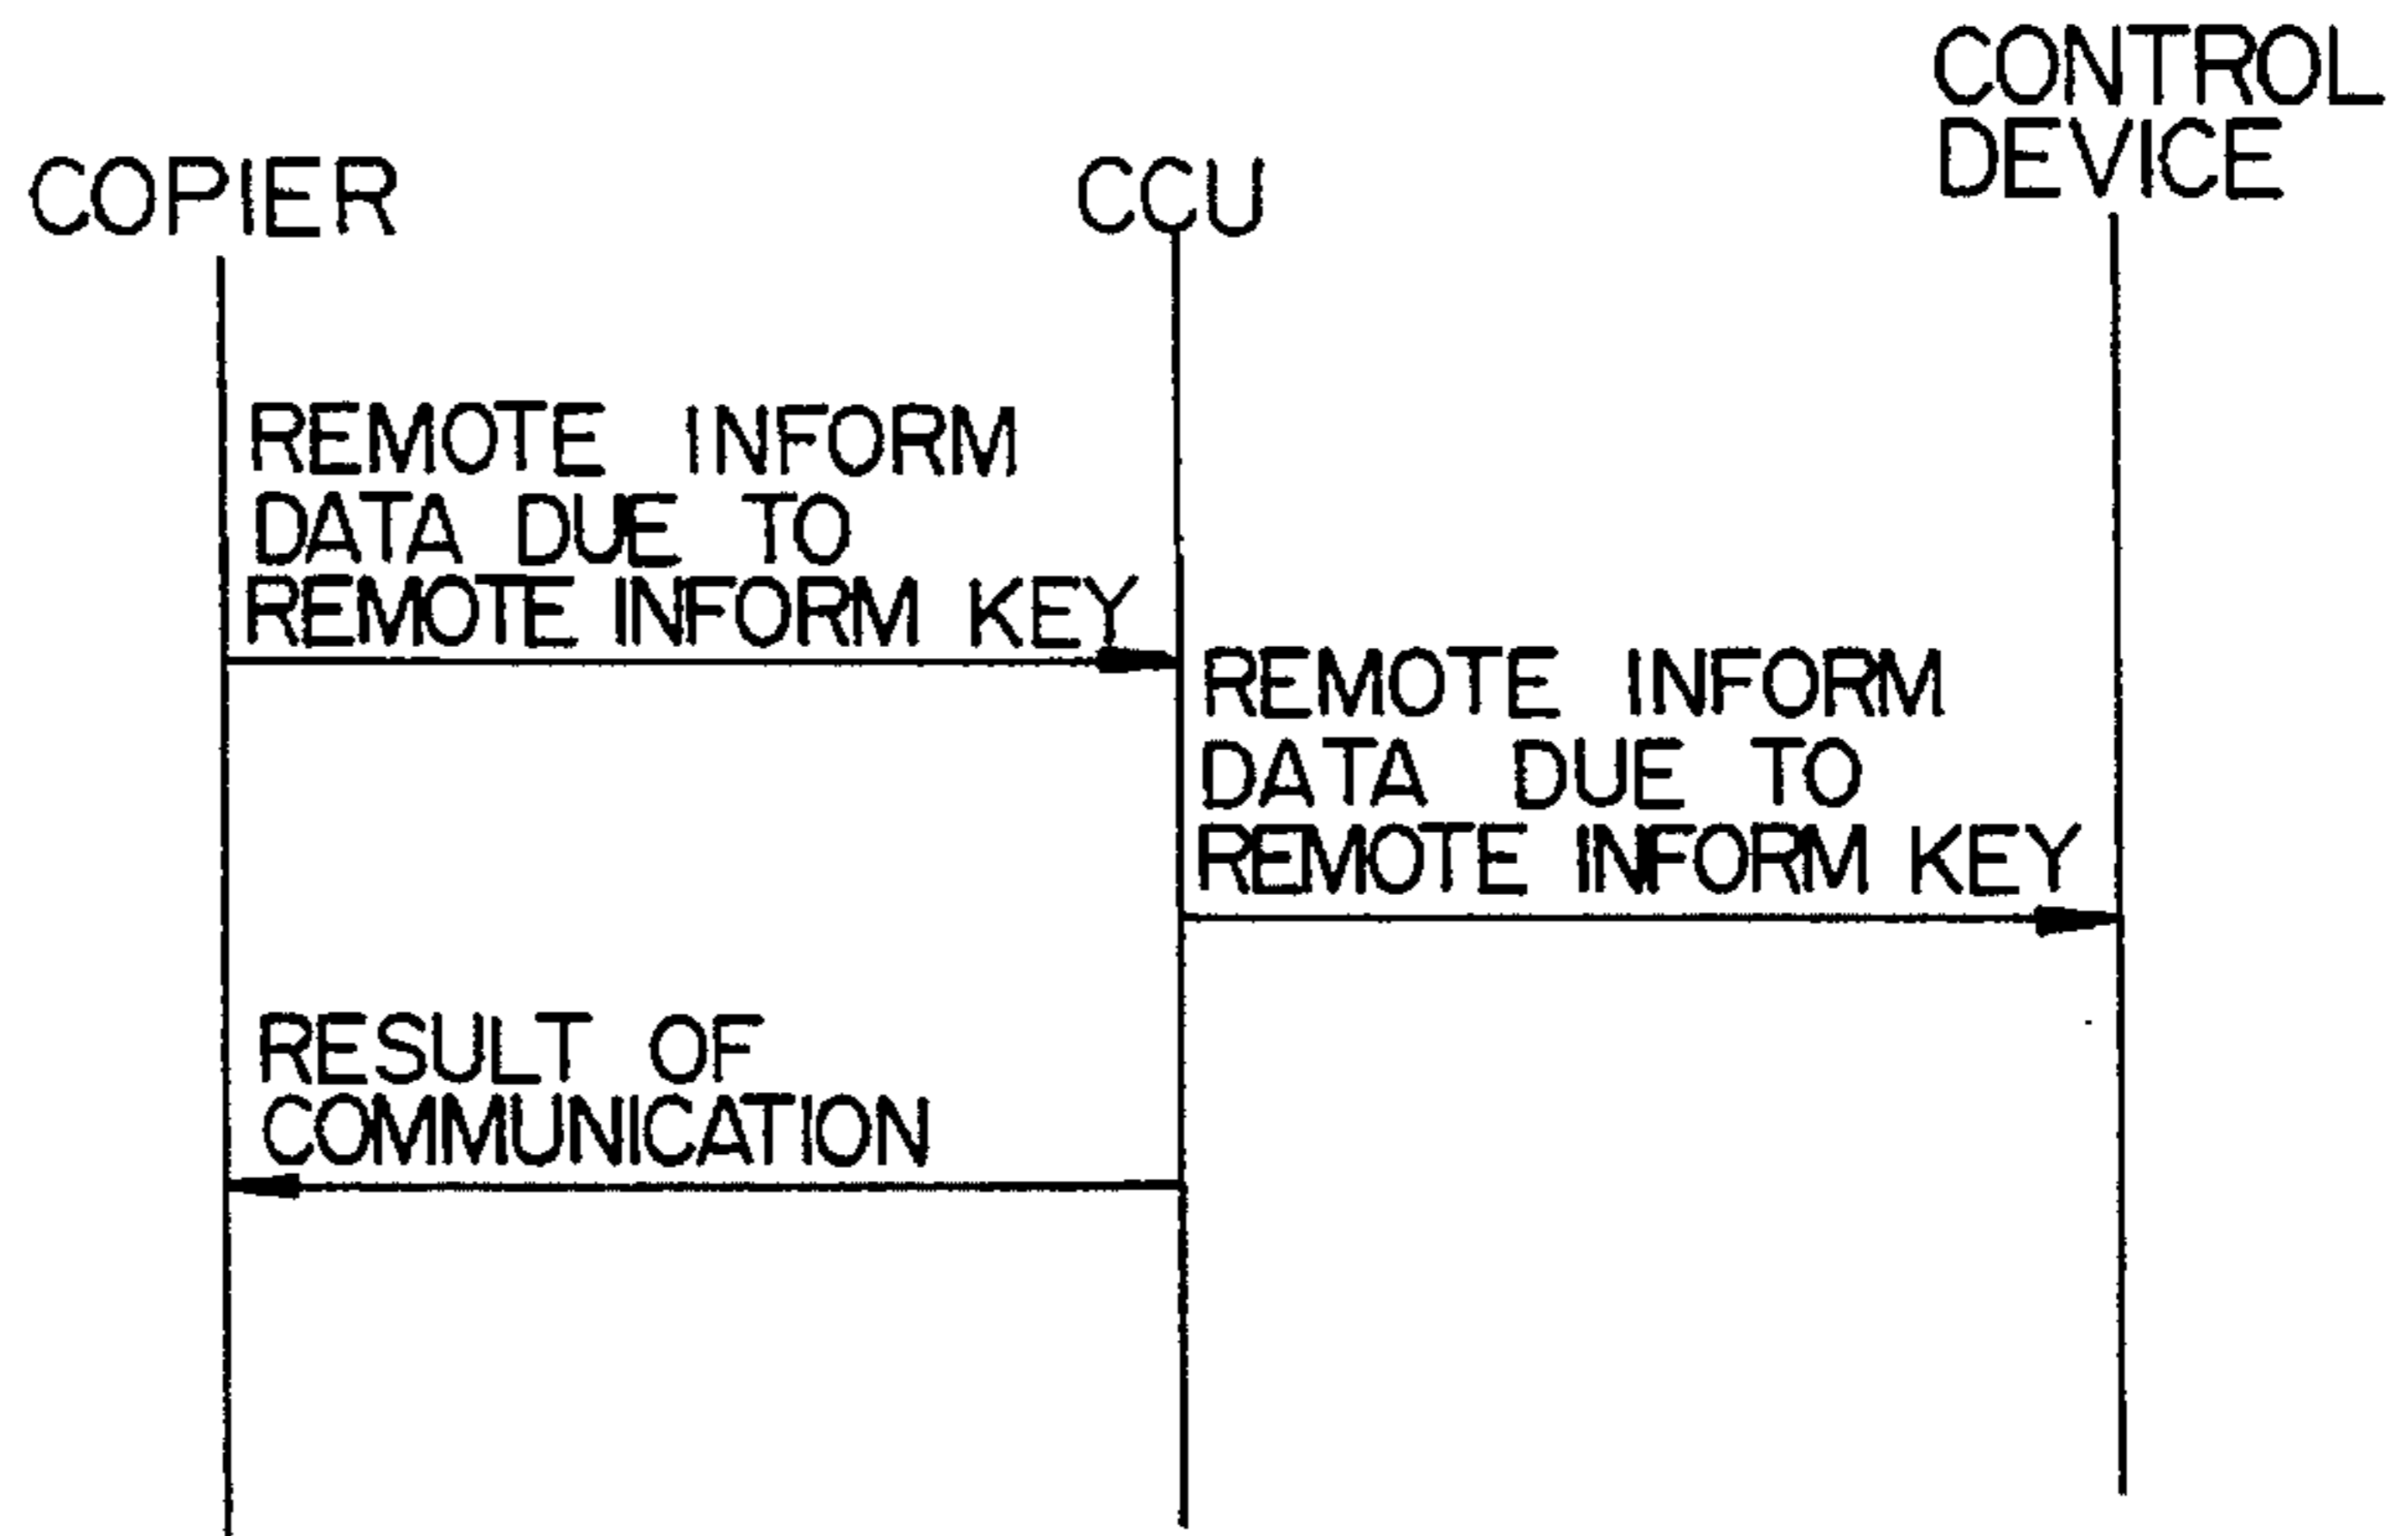 COPIER
CCU
CONTROL
DEVICE
REMOTE INFORM
DATA DUE TO
REMOTE INFORM KEY
REMOTE INFORM
DATA DUE TO
REMOTE INFORM KEY
RESULT OF
COMMUNICATION